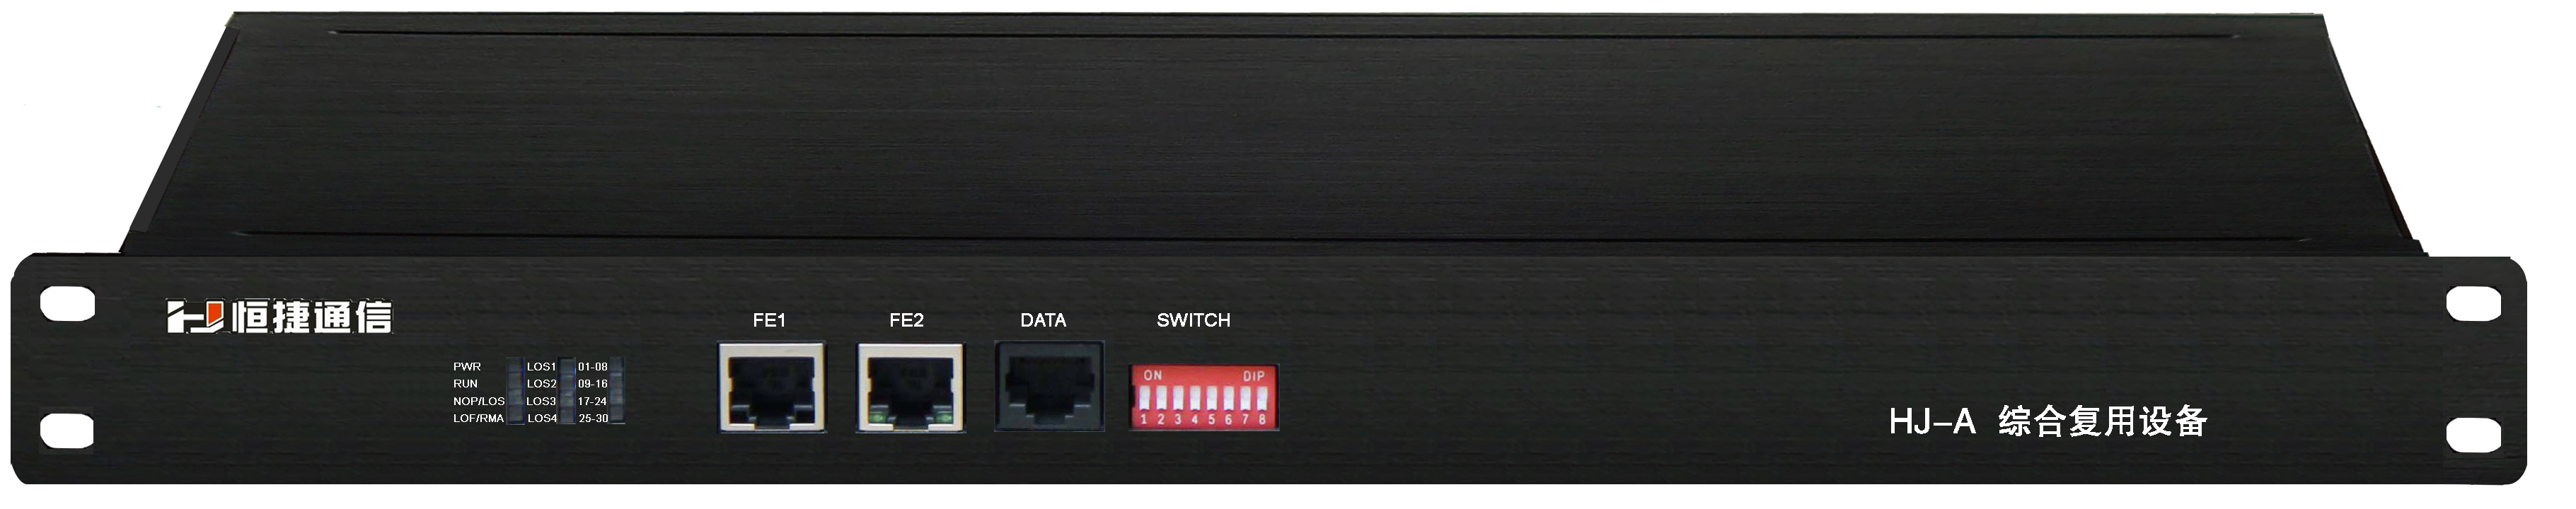 恒捷通信
FE1 FE2 DATA SWITCH
PWR LOS1 01-08
RUN LOS2 09-16
NOP/LOS LOS3 17-24
LOF/RMA LOS4 25-30
ON DIP
1 2 3 4 5 6 7 8
HJ-A 综合复用设备